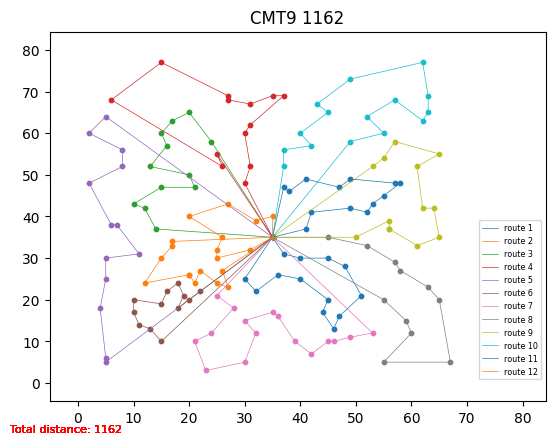 CMT9 1162
80
70
60
50
40
30
20
10
0
0 10 20 30 40 50 60 70 80
route 1
route 2
route 3
route 4
route 5
route 6
route 7
route 8
route 9
route 10
route 11
route 12
Total distance: 1162